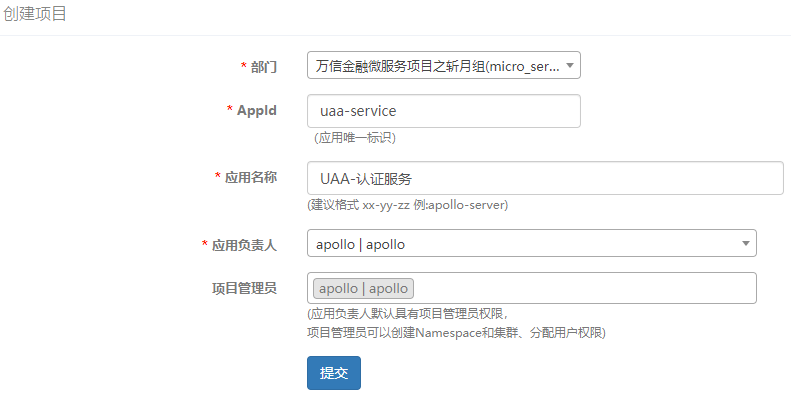 创建项目
* 部门 万信金融微服务项目之斩月组(micro_ser...
* AppId uaa-service
(应用唯一标识)
* 应用名称 UAA-认证服务
(建议格式 xx-yy-zz 例:apollo-server)
* 应用负责人 apollo | apollo
项目管理员 apollo | apollo
(应用负责人默认具有项目管理员权限，
项目管理员可以创建Namespace和集群、分配用户权限)
提交